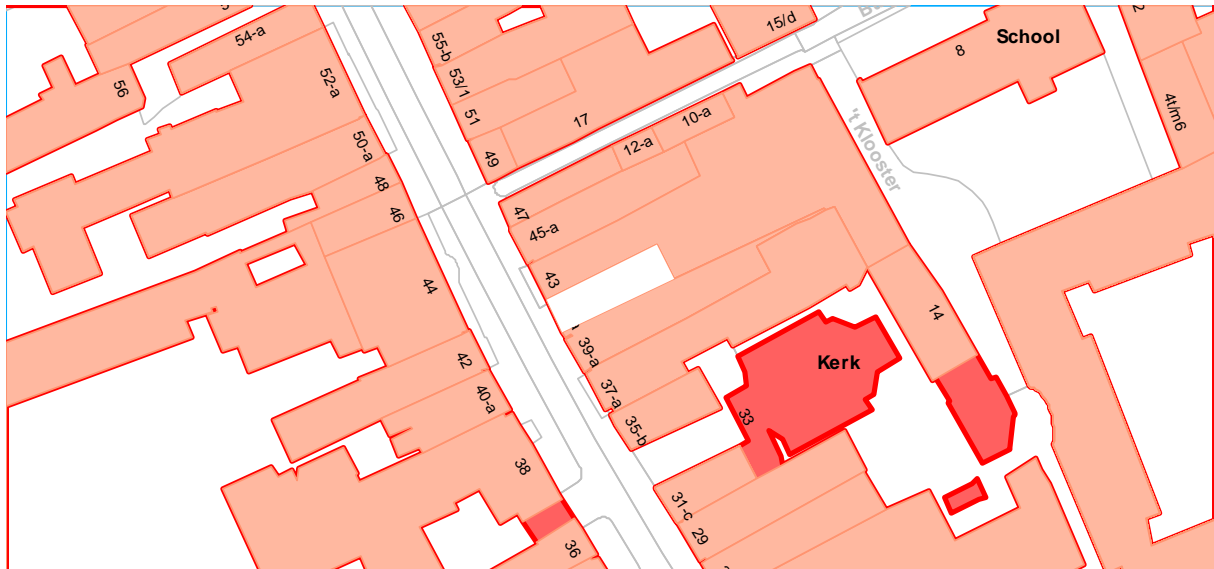 54-a
56
52-a
50-a
48
46
44
42
40-a
38
36
55-b
53/1
51
49
17
15/d
12-a
10-a
47
45-a
43
39-a
37-a
35-b
33
31-c
29
't Klooster
School
8
4t/m6
14
Kerk